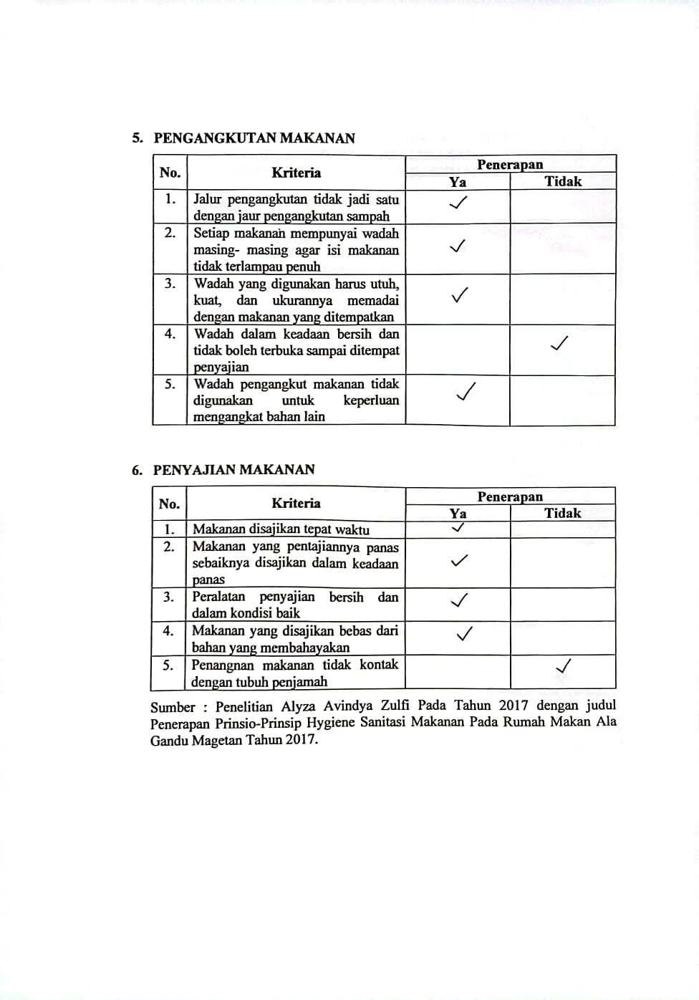 5. PENGANGKUTAN MAKANAN
No. Kriteria Penerapan
Ya Tidak
1. Jalur pengangkutan tidak jadi satu ✓
dengan jaur pengangkutan sampah
2. Setiap makanan mempunyai wadah
masing- masing agar isi makanan ✓
tidak terlampau penuh
3. Wadah yang digunakan harus utuh,
kuat, dan ukurannya memadai ✓
dengan makanan yang ditempatkan
4. Wadah dalam keadaan bersih dan
tidak boleh terbuka sampai ditempat ✓
penyajian
5. Wadah pengangkut makanan tidak ✓
digunakan untuk keperluan
mengangkat bahan lain
6. PENYAJIAN MAKANAN
No. Kriteria Penerapan
Ya Tidak
1. Makanan disajikan tepat waktu ✓
2. Makanan yang pentajiannya panas
sebaiknya disajikan dalam keadaan ✓
panas
3. Peralatan penyajian bersih dan ✓
dalam kondisi baik
4. Makanan yang disajikan bebas dari ✓
bahan yang membahayakan
5. Penangnan makanan tidak kontak ✓
dengan tubuh penjamah
Sumber : Penelitian Alyza Avindya Zulfi Pada Tahun 2017 dengan judul
Penerapan Prinsio-Prinsip Hygiene Sanitasi Makanan Pada Rumah Makan Ala
Gandu Magetan Tahun 2017.